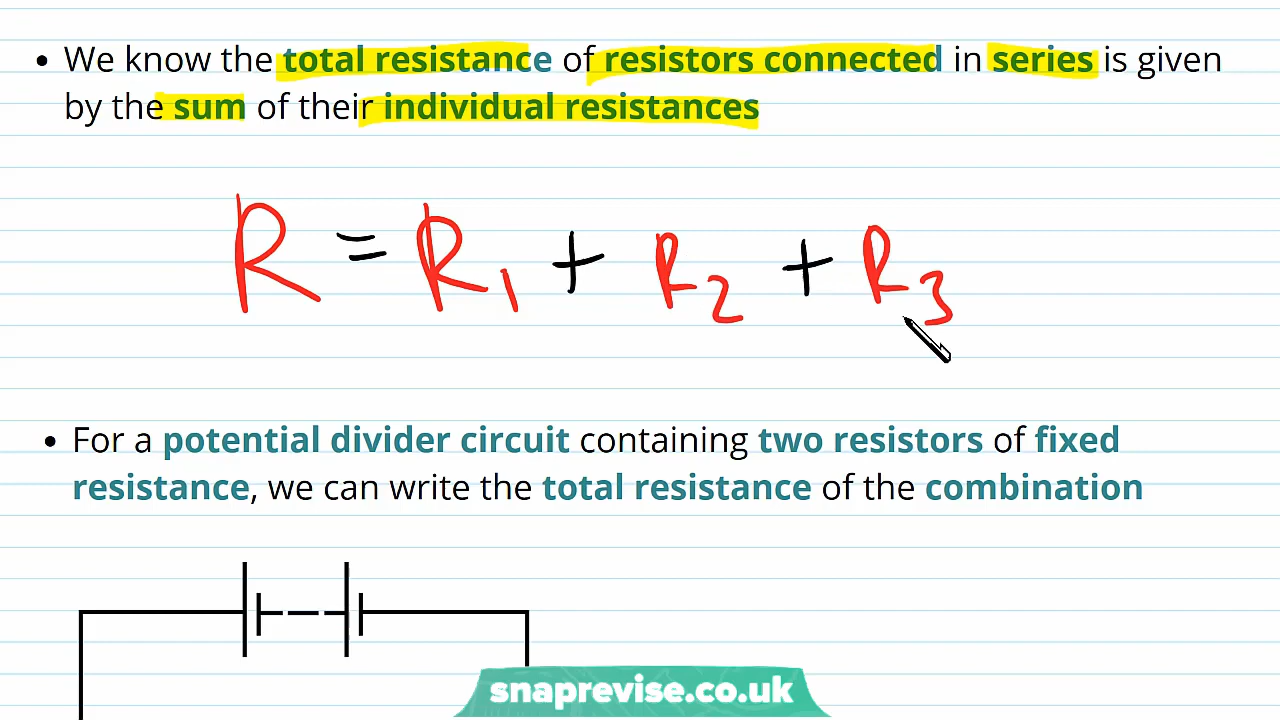 • We know the total resistance of resistors connected in series is given
by the sum of their individual resistances
R = R₁ + R₂ + R₃
• For a potential divider circuit containing two resistors of fixed
resistance, we can write the total resistance of the combination
snaprevise.co.uk